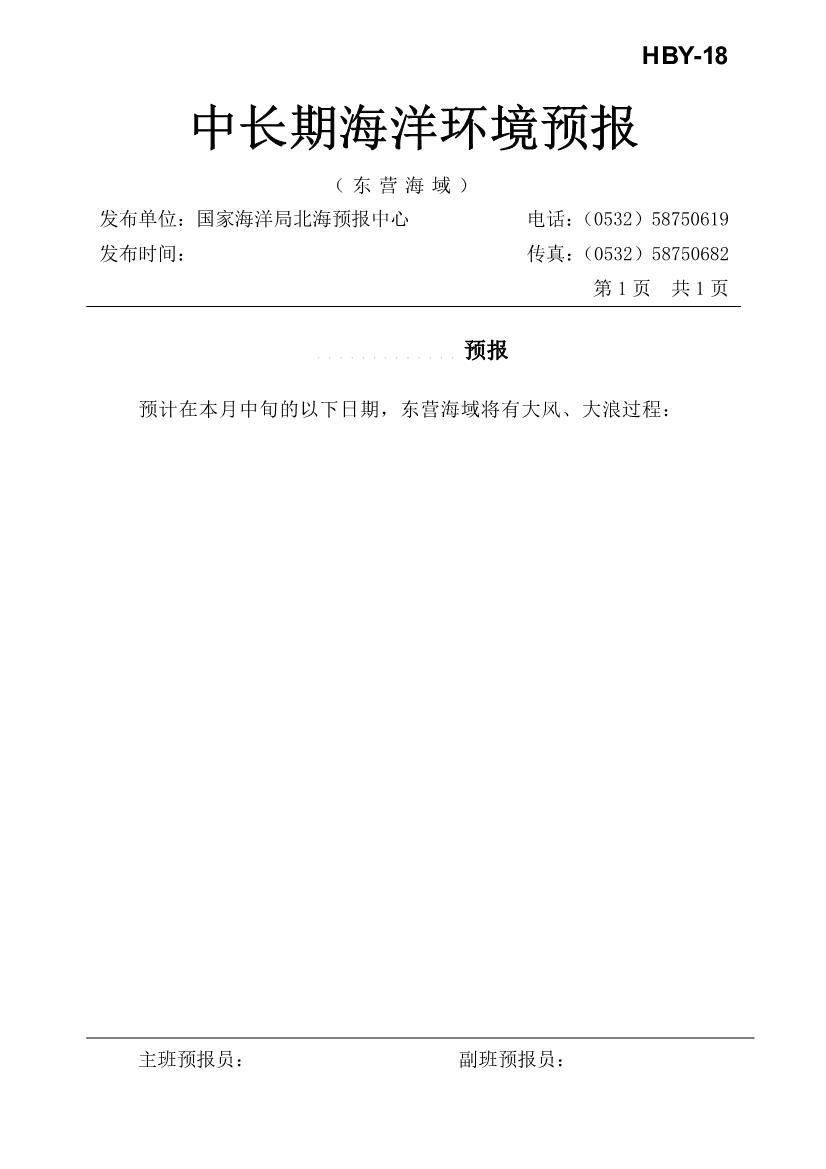 HBY-18
中长期海洋环境预报
（东营海域）
发布单位：国家海洋局北海预报中心 电话：（0532）58750619
发布时间： 传真：（0532）58750682
第1页 共1页
.............预报
预计在本月中旬的以下日期，东营海域将有大风、大浪过程：
主班预报员： 副班预报员：